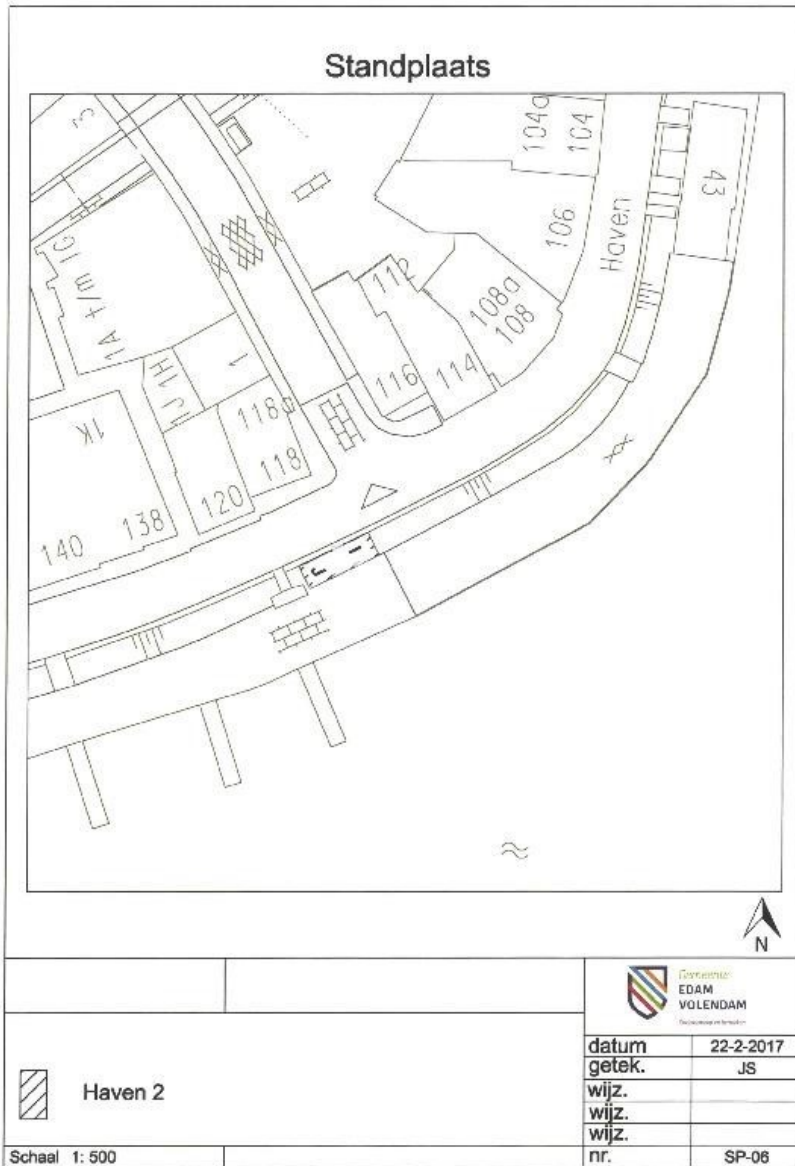 Standplaats
3
104a
104
43
106
Haven
1A t/m 1G
112
108a
108
1J1H
1
116
114
1K
118a
118
120
138
140
N
Gemeente
EDAM
VOLENDAM
datum 22-2-2017
getek. JS
wijz.
wijz.
wijz.
nr. SP-06
Haven 2
Schaal 1: 500